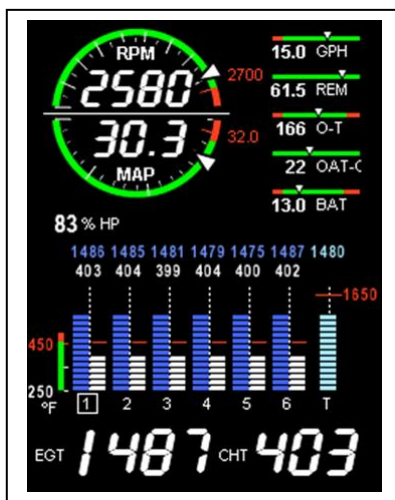 RPM
2580
2700
30.3
32.0
MAP
15.0 GPH
61.5 REM
166 O-T
22 OAT-C
13.0 BAT
83 % HP
1486 1485 1481 1479 1475 1487 1480
403 404 399 404 400 402
1650
450
250
°F 1 2 3 4 5 6 T
EGT 1487 CHT 403